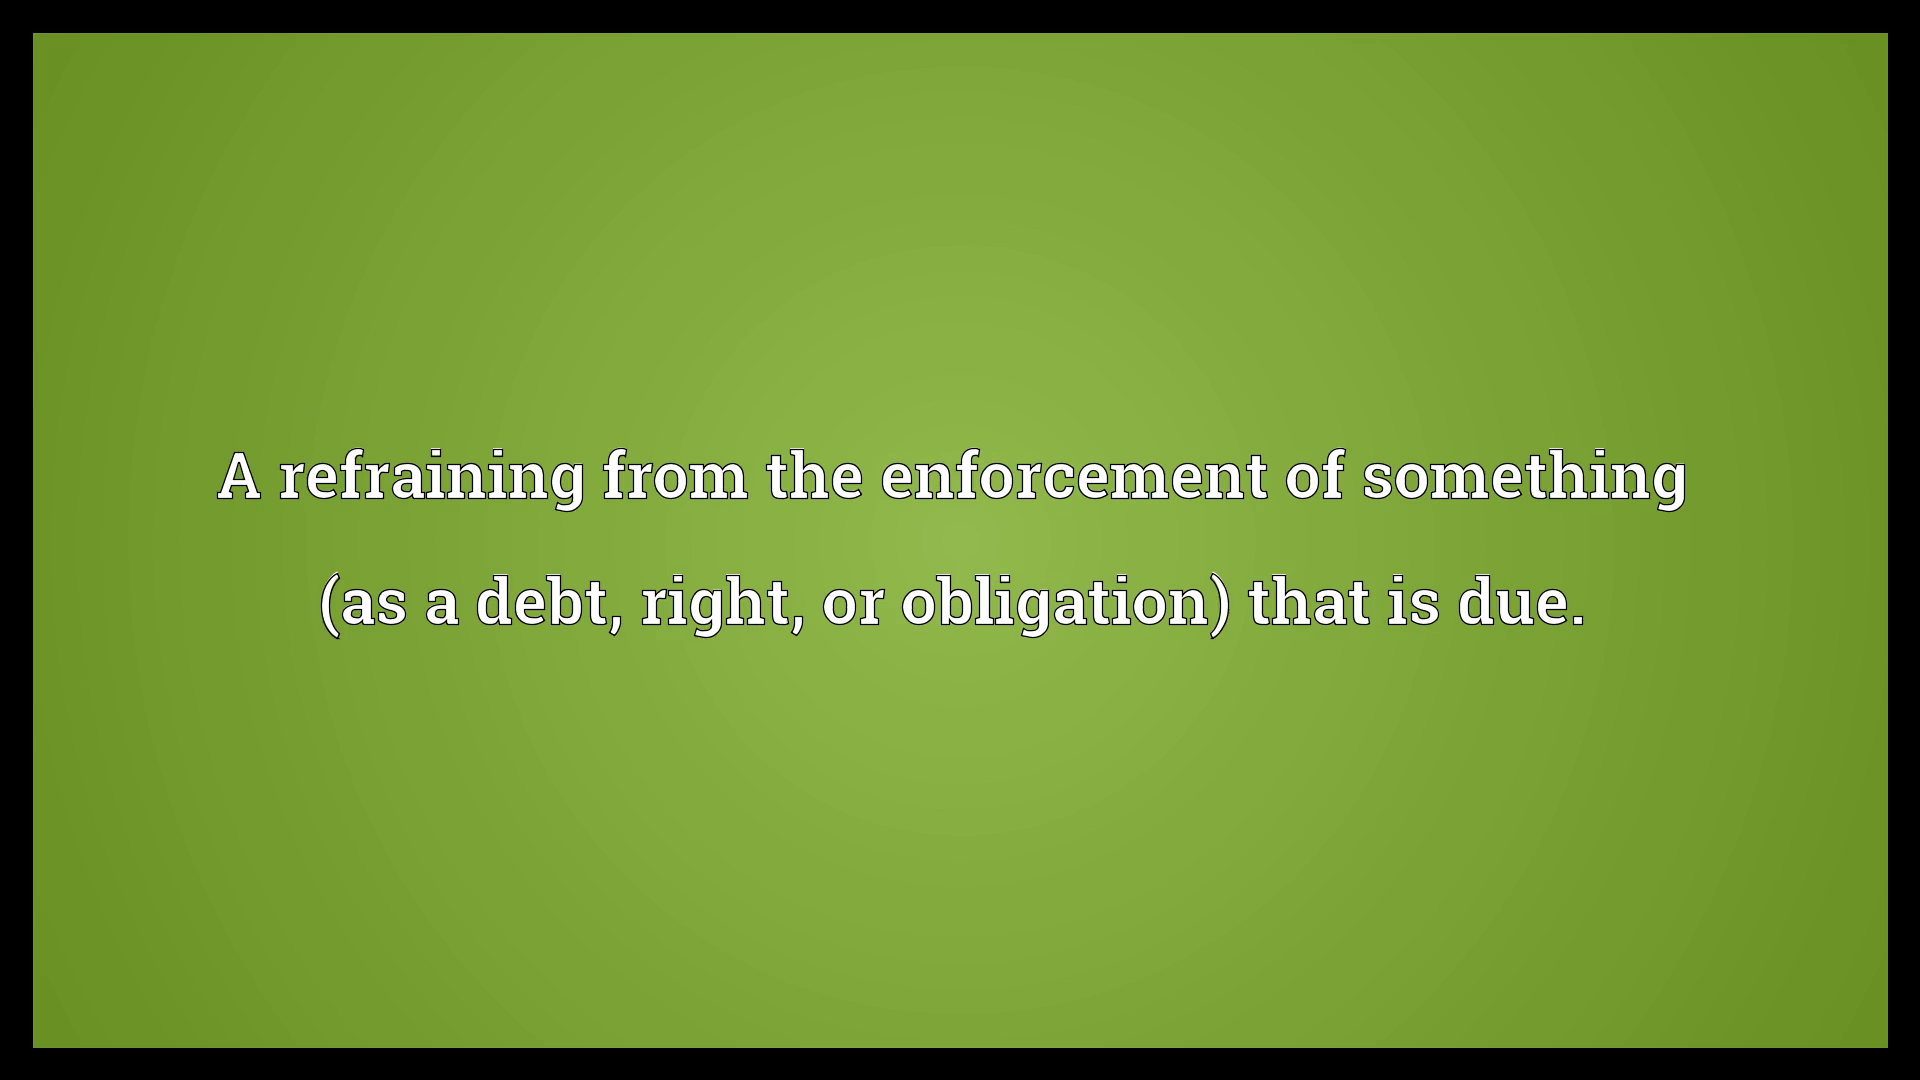 A refraining from the enforcement of something
(as a debt, right, or obligation) that is due.